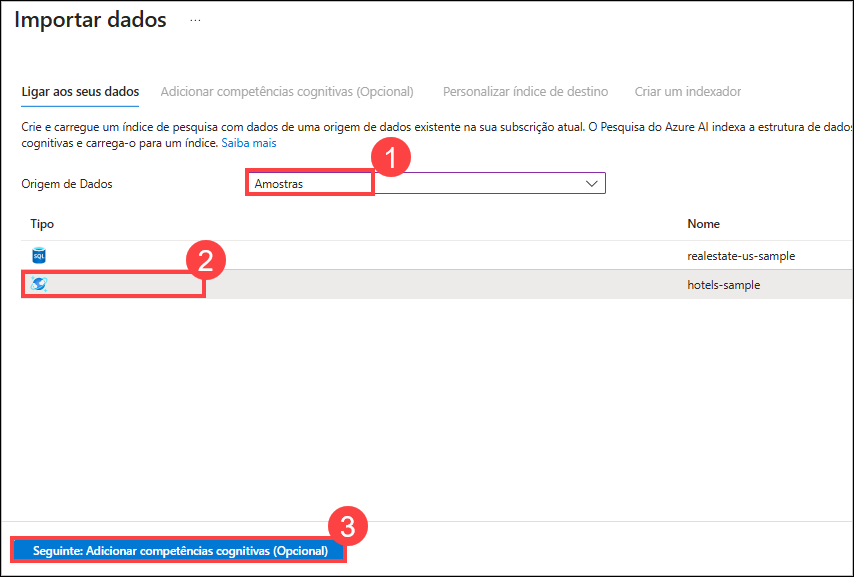 Importar dados ...
Ligar aos seus dados Adicionar competências cognitivas (Opcional) Personalizar índice de destino Criar um indexador
Crie e carregue um índice de pesquisa com dados de uma origem de dados existente na sua subscrição atual. O Pesquisa do Azure AI indexa a estrutura de dados
cognitivas e carrega-o para um índice. Saiba mais
1
Origem de Dados Amostras
Tipo Nome
SQL realestate-us-sample
2
hotels-sample
3
Seguinte: Adicionar competências cognitivas (Opcional)